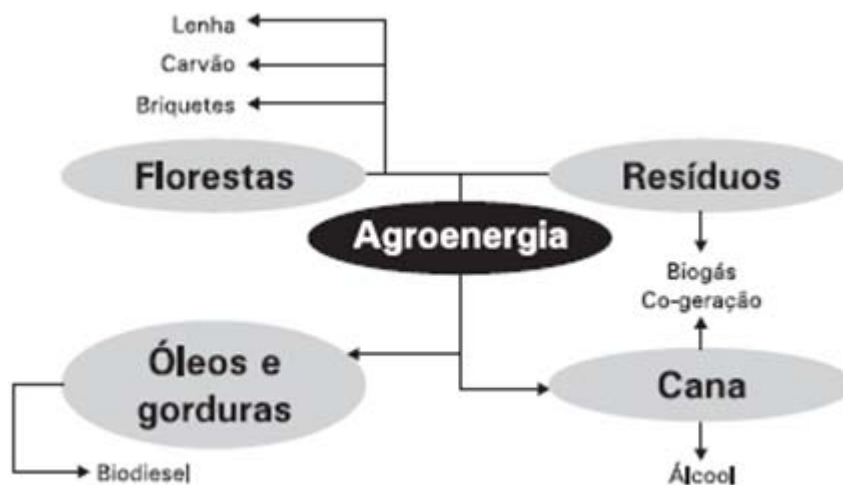 Lenha
Carvão
Briquetes
Florestas
Resíduos
Agroenergia
Biogás
Co-geração
Óleos e
gorduras
Cana
Biodiesel
Álcool